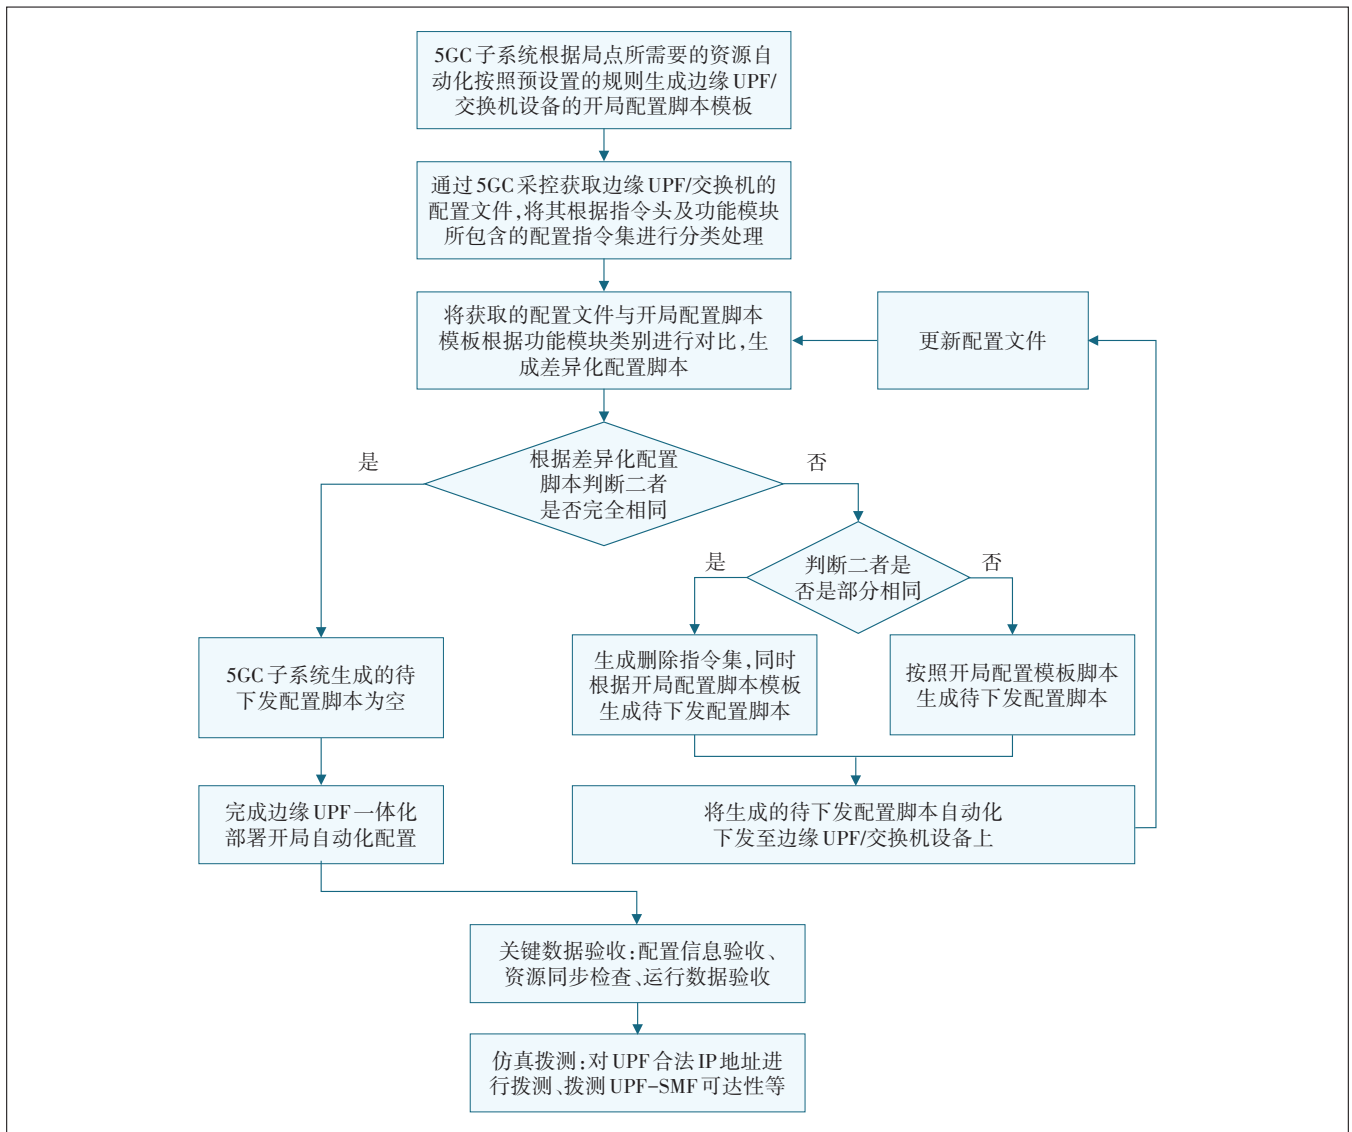 5GC子系统根据局点所需要的资源自
动化按照预设置的规则生成边缘UPF/
交换机设备的开局配置脚本模板
通过5GC采控获取边缘UPF/交换机的
配置文件,将其根据指令头及功能模块
所包含的配置指令集进行分类处理
将获取的配置文件与开局配置脚本
模板根据功能模块类别进行对比,生
成差异化配置脚本
更新配置文件
根据差异化配置
脚本判断二者
是否完全相同
是
否
判断二者是
否是部分相同
是
否
5GC子系统生成的待
下发配置脚本为空
生成删除指令集,同时
根据开局配置脚本模板
生成待下发配置脚本
按照开局配置模板脚本
生成待下发配置脚本
完成边缘UPF一体化
部署开局自动化配置
将生成的待下发配置脚本自动化
下发至边缘UPF/交换机设备上
关键数据验收:配置信息验收、
资源同步检查、运行数据验收
仿真拨测:对UPF合法IP地址进
行拨测、拨测UPF-SMF可达性等